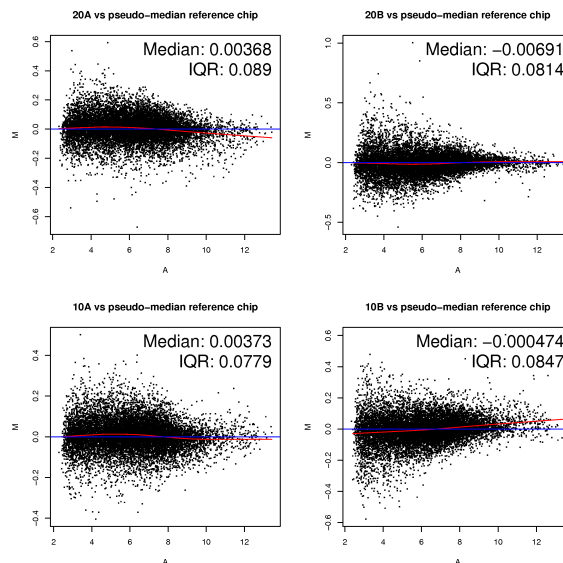 20A vs pseudo−median reference chip
Median: 0.00368
IQR: 0.089
M
0.6
0.4
0.2
0.0
−0.2
−0.4
−0.6
2 4 6 8 10 12
A
20B vs pseudo−median reference chip
Median: −0.00691
IQR: 0.0814
M
1.0
0.5
0.0
−0.5
2 4 6 8 10 12
A
10A vs pseudo−median reference chip
Median: 0.00373
IQR: 0.0779
M
0.4
0.2
0.0
−0.2
−0.4
2 4 6 8 10 12
A
10B vs pseudo−median reference chip
Median: −0.000474
IQR: 0.0847
M
0.6
0.4
0.2
0.0
−0.2
−0.4
−0.6
2 4 6 8 10 12
A